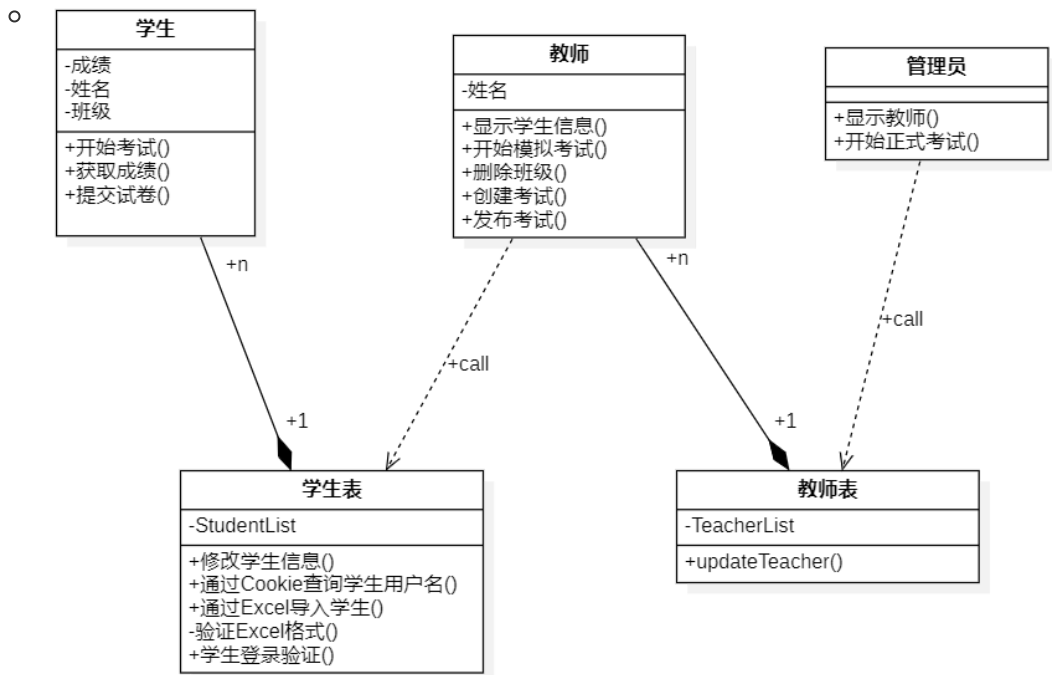 学生
-成绩
-姓名
-班级
+开始考试()
+获取成绩()
+提交试卷()
教师
-姓名
+显示学生信息()
+开始模拟考试()
+删除班级()
+创建考试()
+发布考试()
管理员
+显示教师()
+开始正式考试()
+n
+n
+call
+call
+1
+1
学生表
-StudentList
+修改学生信息()
+通过Cookie查询学生用户名()
+通过Excel导入学生()
-验证Excel格式()
+学生登录验证()
教师表
-TeacherList
+updateTeacher()